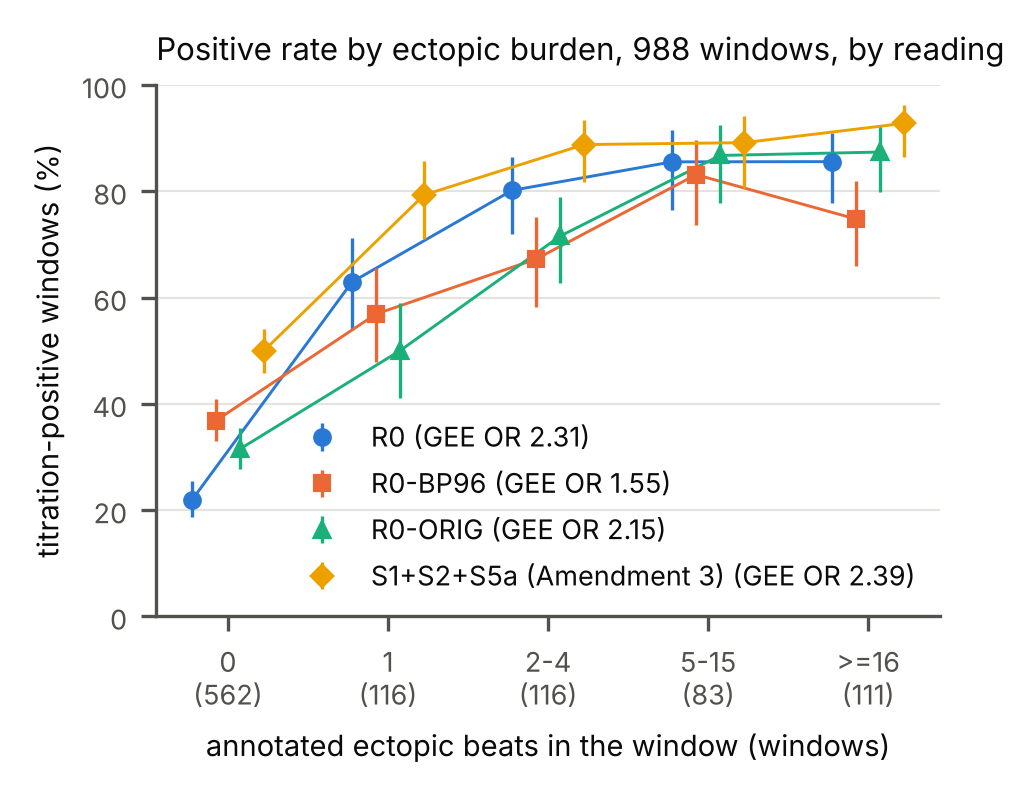 Positive rate by ectopic burden, 988 windows, by reading
titration-positive windows (%)
100
80
60
40
20
0
R0 (GEE OR 2.31)
R0-BP96 (GEE OR 1.55)
R0-ORIG (GEE OR 2.15)
S1+S2+S5a (Amendment 3) (GEE OR 2.39)
0 1 2-4 5-15 >=16
(562) (116) (116) (83) (111)
annotated ectopic beats in the window (windows)